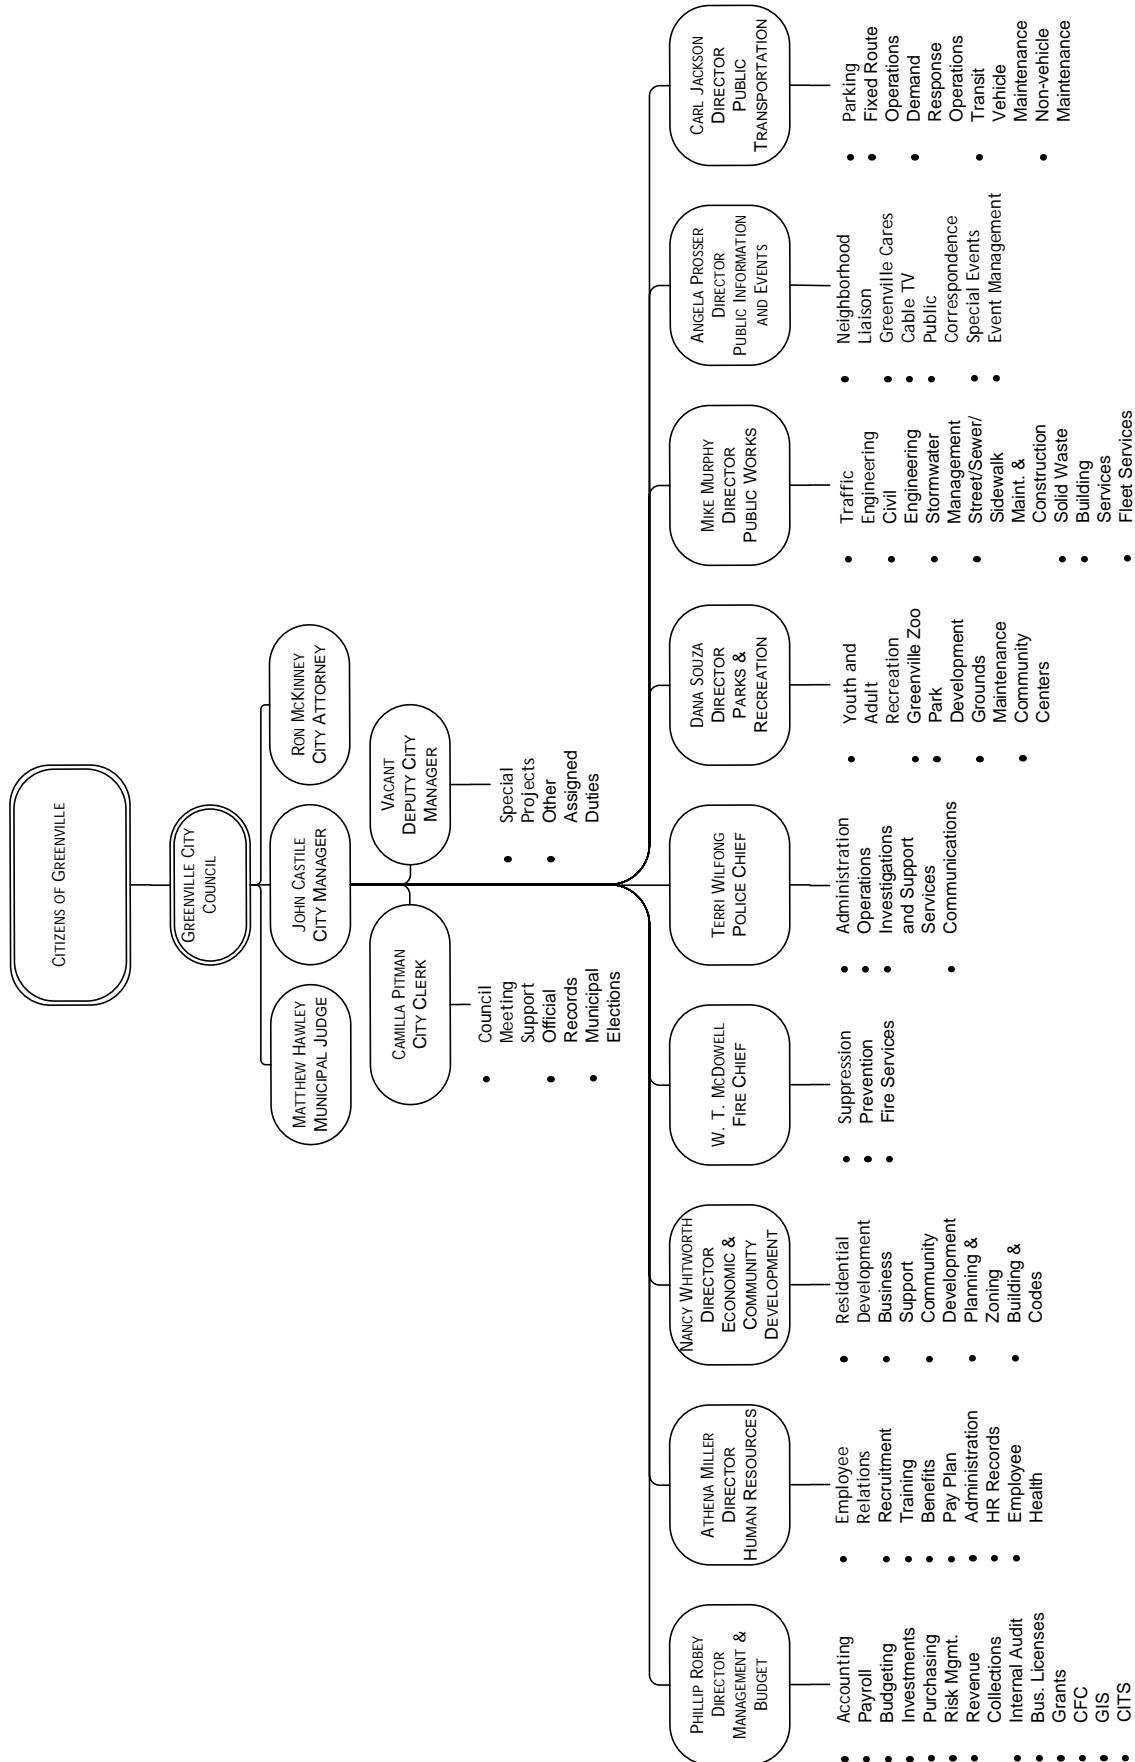 CITIZENS OF GREENVILLE
GREENVILLE CITY
COUNCIL
MATTHEW HAWLEY
MUNICIPAL JUDGE
JOHN CASTILE
CITY MANAGER
RON MCKINNEY
CITY ATTORNEY
CAMILLA PITMAN
CITY CLERK
• Council
Meeting
Support
• Official
Records
• Municipal
Elections
VACANT
DEPUTY CITY
MANAGER
• Special
Projects
• Other
Assigned
Duties
PHILLIP ROBEY
DIRECTOR
MANAGEMENT &
BUDGET
• Accounting
• Payroll
• Budgeting
• Investments
• Purchasing
• Risk Mgmt.
• Revenue
Collections
• Internal Audit
• Bus. Licenses
• Grants
• CFC
• GIS
• CITS
ATHENA MILLER
DIRECTOR
HUMAN RESOURCES
• Employee
Relations
• Recruitment
• Training
• Benefits
• Pay Plan
• Administration
• HR Records
• Employee
Health
NANCY WHITWORTH
DIRECTOR
ECONOMIC &
COMMUNITY
DEVELOPMENT
• Residential
Development
• Business
Support
• Community
Development
• Planning &
Zoning
• Building &
Codes
W. T. MCDOWELL
FIRE CHIEF
• Suppression
• Prevention
• Fire Services
TERRI WILFONG
POLICE CHIEF
• Administration
• Operations
• Investigations
and Support
Services
• Communications
DANA SOUZA
DIRECTOR
PARKS &
RECREATION
• Youth and
Adult
Recreation
• Greenville Zoo
• Park
Development
• Grounds
Maintenance
• Community
Centers
MIKE MURPHY
DIRECTOR
PUBLIC WORKS
• Traffic
Engineering
• Civil
Engineering
• Stormwater
Management
• Street/Sewer/
Sidewalk
Maint. &
Construction
• Solid Waste
• Building
Services
• Fleet Services
ANGELA PROSSER
DIRECTOR
PUBLIC INFORMATION
AND EVENTS
• Neighborhood
Liaison
• Greenville Cares
• Cable TV
• Public
Correspondence
• Special Events
• Event Management
CARL JACKSON
DIRECTOR
PUBLIC
TRANSPORTATION
• Parking
• Fixed Route
Operations
• Demand
Response
Operations
• Transit
Vehicle
Maintenance
• Non-vehicle
Maintenance